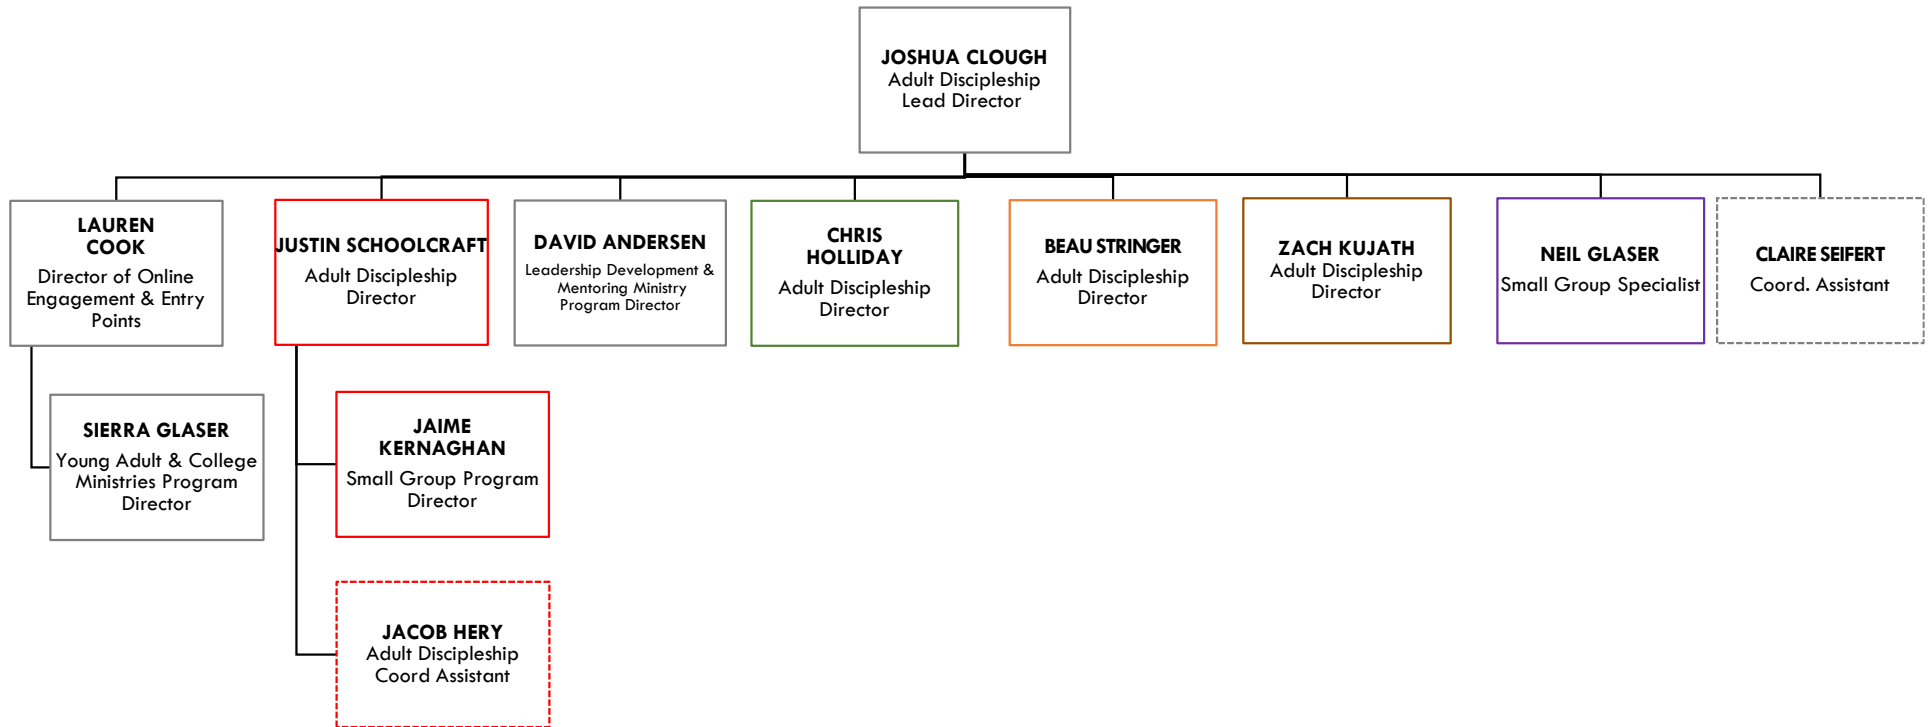 JOSHUA CLOUGH
Adult Discipleship
Lead Director
LAUREN
COOK
Director of Online
Engagement & Entry
Points
JUSTIN SCHOOLCRAFT
Adult Discipleship
Director
DAVID ANDERSEN
Leadership Development &
Mentoring Ministry
Program Director
CHRIS
HOLLIDAY
Adult Discipleship
Director
BEAU STRINGER
Adult Discipleship
Director
ZACH KUJATH
Adult Discipleship
Director
NEIL GLASER
Small Group Specialist
CLAIRE SEIFERT
Coord. Assistant
SIERRA GLASER
Young Adult & College
Ministries Program
Director
JAIME
KERNAGHAN
Small Group Program
Director
JACOB HERY
Adult Discipleship
Coord Assistant